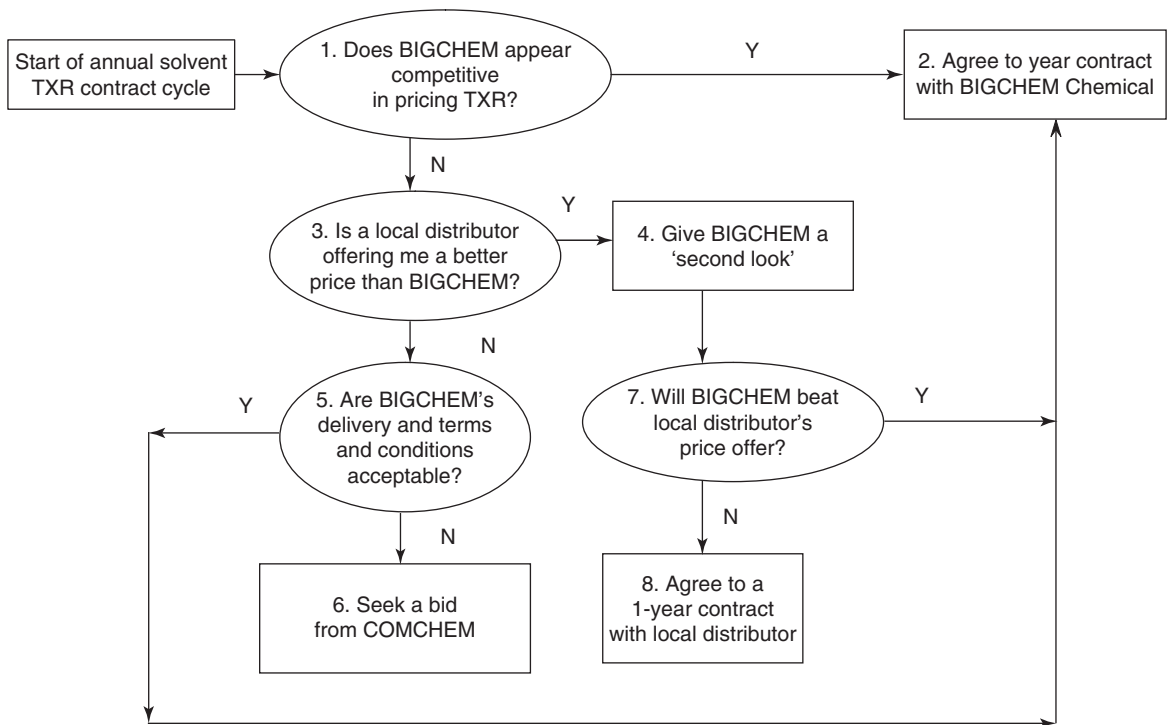 Start of annual solvent
TXR contract cycle
1. Does BIGCHEM appear
competitive
in pricing TXR?
Y
2. Agree to year contract
with BIGCHEM Chemical
N
3. Is a local distributor
offering me a better
price than BIGCHEM?
Y
4. Give BIGCHEM a
‘second look’
N
5. Are BIGCHEM’s
delivery and terms
and conditions
acceptable?
Y
7. Will BIGCHEM beat
local distributor’s
price offer?
Y
N
6. Seek a bid
from COMCHEM
N
8. Agree to a
1-year contract
with local distributor